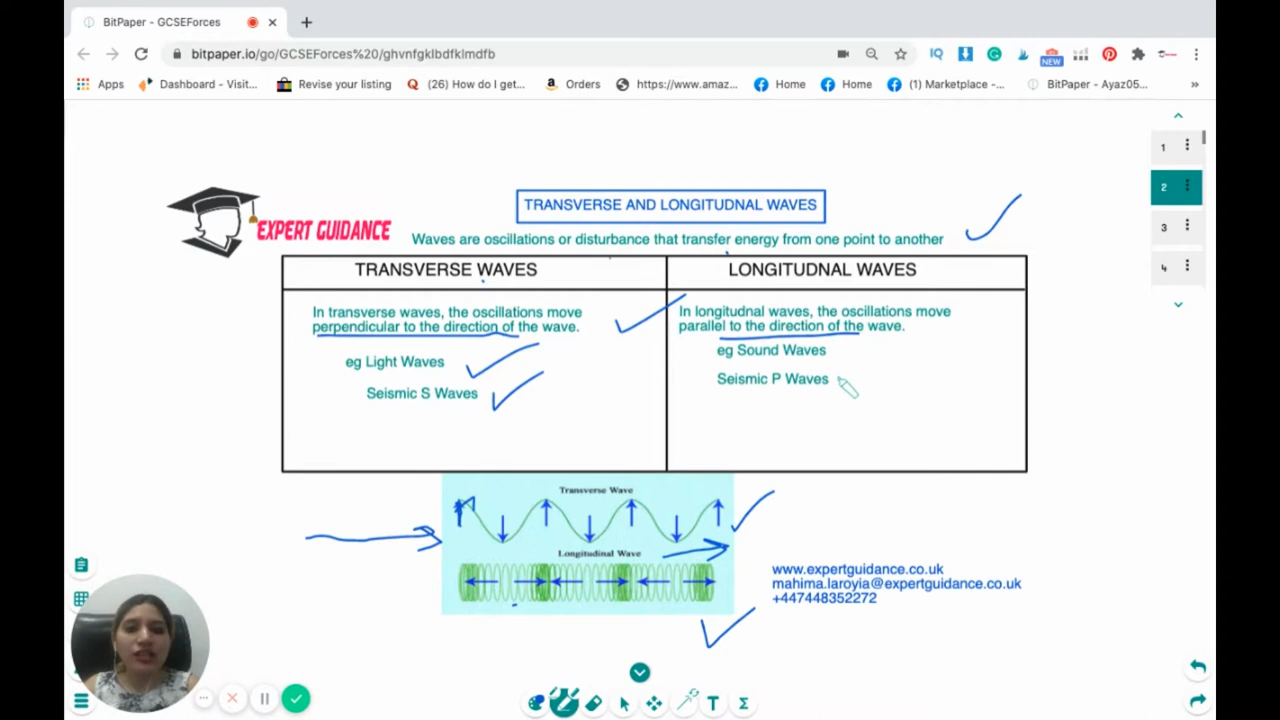 BitPaper - GCSEForces
bitpaper.io/go/GCSEForces%20/ghvnfgklbdfklmdfb
IQ
NEW
Apps
Dashboard - Visit...
Revise your listing
(26) How do I get...
Orders
https://www.amaz...
Home
Home
(1) Marketplace -...
BitPaper - Ayaz05...
1
2
3
4
EXPERT GUIDANCE
TRANSVERSE AND LONGITUDNAL WAVES
Waves are oscillations or disturbance that transfer energy from one point to another
TRANSVERSE WAVES
In transverse waves, the oscillations move
perpendicular to the direction of the wave.
eg Light Waves
Seismic S Waves
LONGITUDNAL WAVES
In longitudnal waves, the oscillations move
parallel to the direction of the wave.
eg Sound Waves
Seismic P Waves
Transverse Wave
Longitudinal Wave
www.expertguidance.co.uk
mahima.laroyia@expertguidance.co.uk
+447448352272
T
Σ